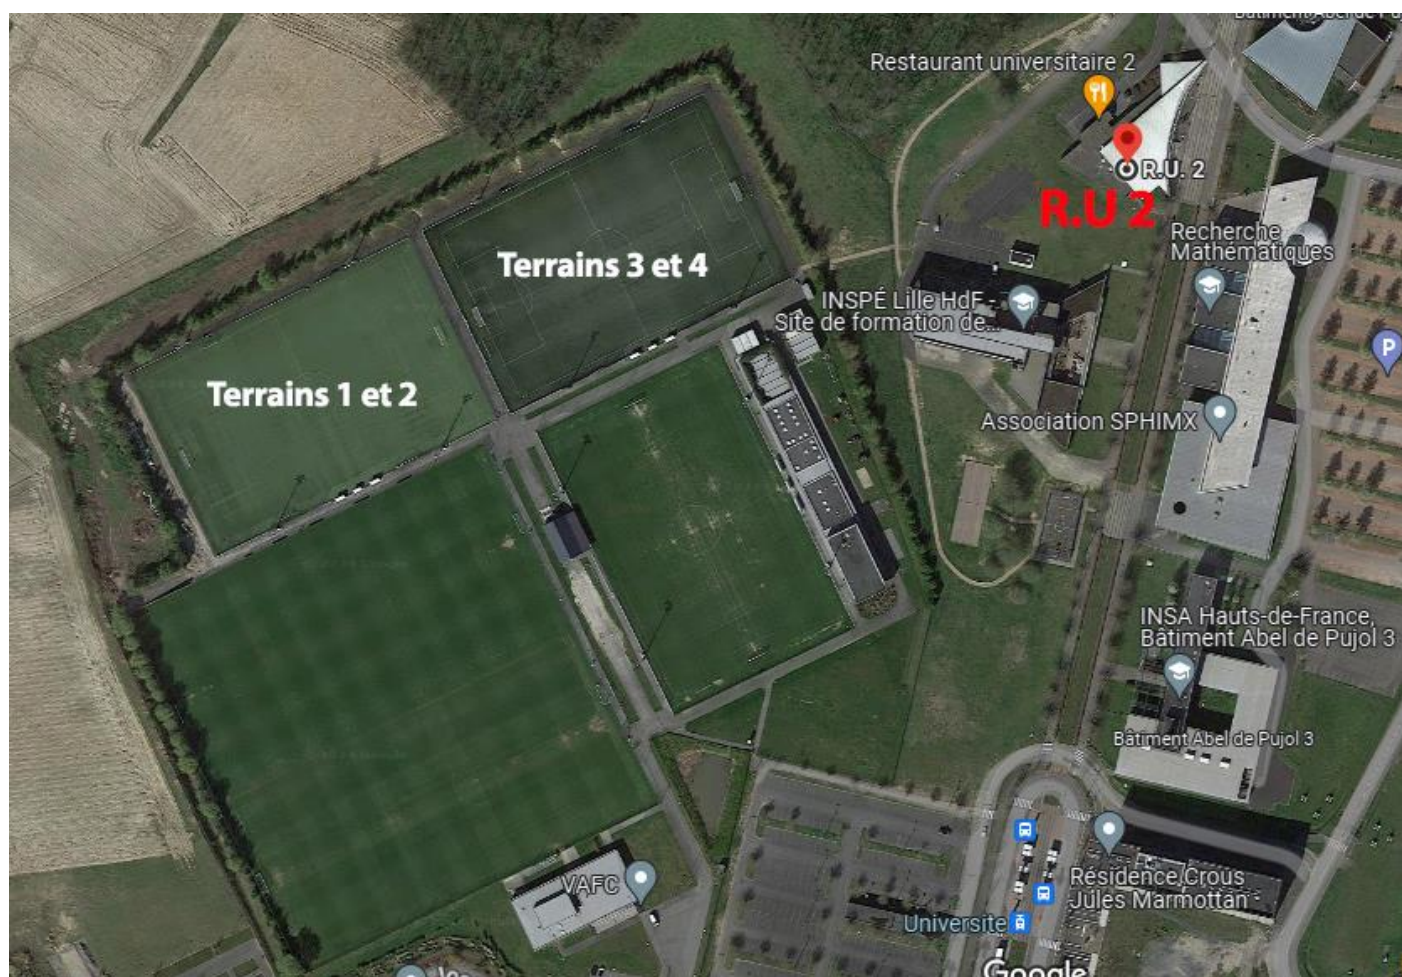 Restaurant universitaire 2
R.U. 2
R.U 2
Recherche
Mathématiques
Terrains 3 et 4
INSPÉ Lille HdF -
Site de formation de...
P
Terrains 1 et 2
Association SPHIMX
INSA Hauts-de-France,
Bâtiment Abel de Pujol 3
Bâtiment Abel de Pujol 3
VAFC
Résidence Crous
Jules Marmottan
Universite
Google